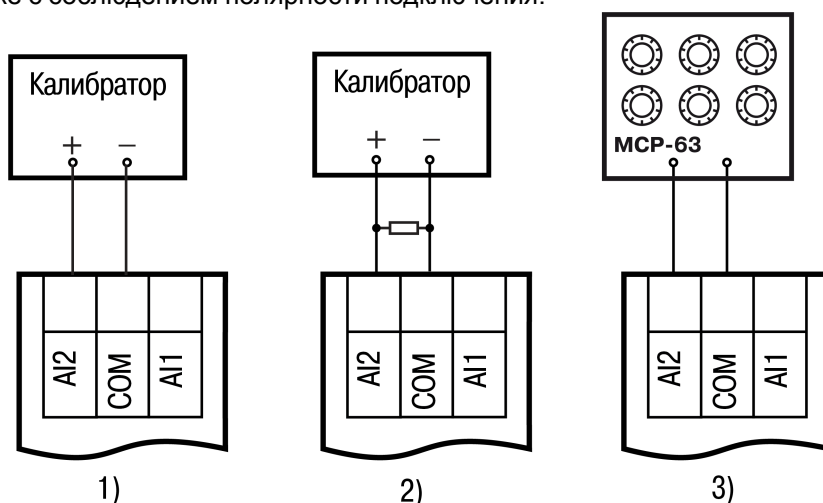 с соблюдением полярности подключения.
Калибратор
+ −
AI2
COM
AI1
1)
Калибратор
+ −
AI2
COM
AI1
2)
МСР-63
AI2
COM
AI1
3)